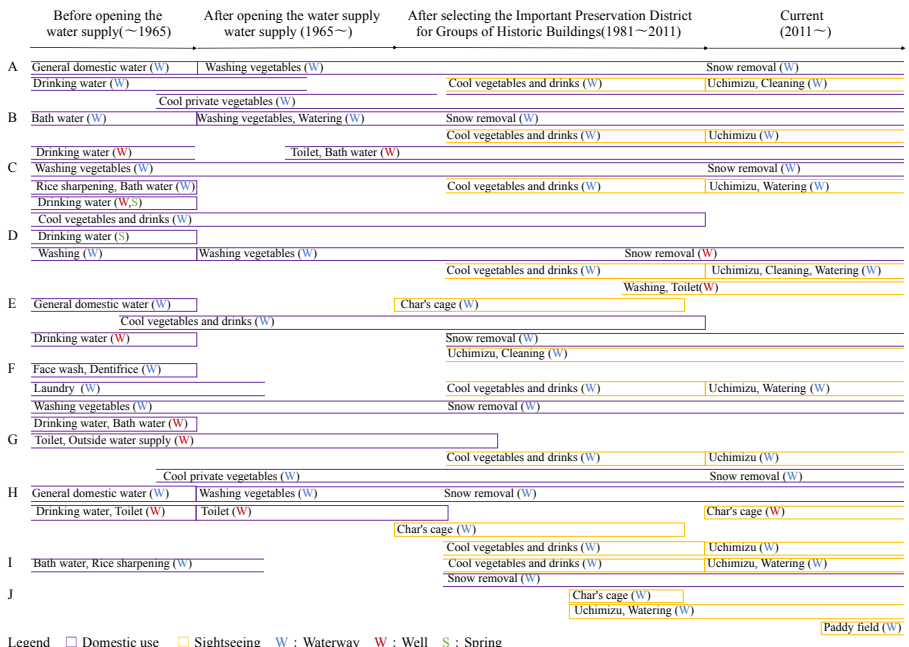 Before opening the water supply(～1965)
After opening the water supply water supply (1965～)
After selecting the Important Preservation District for Groups of Historic Buildings(1981～2011)
Current (2011～)
A General domestic water (W) Washing vegetables (W) Snow removal (W)
Drinking water (W) Cool vegetables and drinks (W) Uchimizu, Cleaning (W)
Cool private vegetables (W)
B Bath water (W) Washing vegetables, Watering (W) Snow removal (W)
Cool vegetables and drinks (W) Uchimizu (W)
Drinking water (W) Toilet, Bath water (W)
C Washing vegetables (W) Snow removal (W)
Rice sharpening, Bath water (W) Cool vegetables and drinks (W) Uchimizu, Watering (W)
Drinking water (W,S)
Cool vegetables and drinks (W)
D Drinking water (S)
Washing (W) Washing vegetables (W) Snow removal (W)
Cool vegetables and drinks (W) Uchimizu, Cleaning, Watering (W)
Washing, Toilet(W)
E General domestic water (W) Char's cage (W)
Cool vegetables and drinks (W)
Drinking water (W) Snow removal (W)
Uchimizu, Cleaning (W)
F Face wash, Dentifrice (W)
Laundry (W) Cool vegetables and drinks (W) Uchimizu, Watering (W)
Washing vegetables (W) Snow removal (W)
Drinking water, Bath water (W)
G Toilet, Outside water supply (W)
Cool vegetables and drinks (W) Uchimizu (W)
Cool private vegetables (W) Snow removal (W)
H General domestic water (W) Washing vegetables (W) Snow removal (W)
Drinking water, Toilet (W) Toilet (W) Char's cage (W)
Char's cage (W)
Cool vegetables and drinks (W) Uchimizu (W)
I Bath water, Rice sharpening (W) Cool vegetables and drinks (W) Uchimizu, Watering (W)
Snow removal (W)
J Char's cage (W)
Uchimizu, Watering (W)
Paddy field (W)
Legend Domestic use Sightseeing W : Waterway W : Well S : Spring